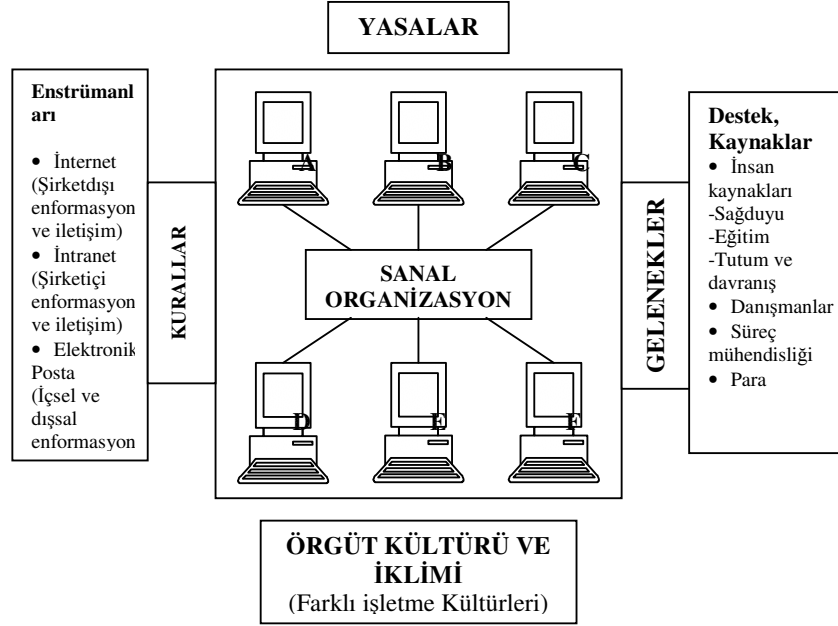 YASALAR
Enstrümanl
arı
• İnternet
(Şirketdışı
enformasyon
ve iletişim)
• İntranet
(Şirketiçi
enformasyon
ve iletişim)
• Elektronik
Posta
(İçsel ve
dışsal
enformasyon
KURALLAR
A
B
C
SANAL
ORGANİZASYON
D
E
F
GELENEKLER
Destek,
Kaynaklar
• İnsan
kaynakları
-Sağduyu
-Eğitim
-Tutum ve
davranış
• Danışmanlar
• Süreç
mühendisliği
• Para
ÖRGÜT KÜLTÜRÜ VE
İKLİMİ
(Farklı işletme Kültürleri)